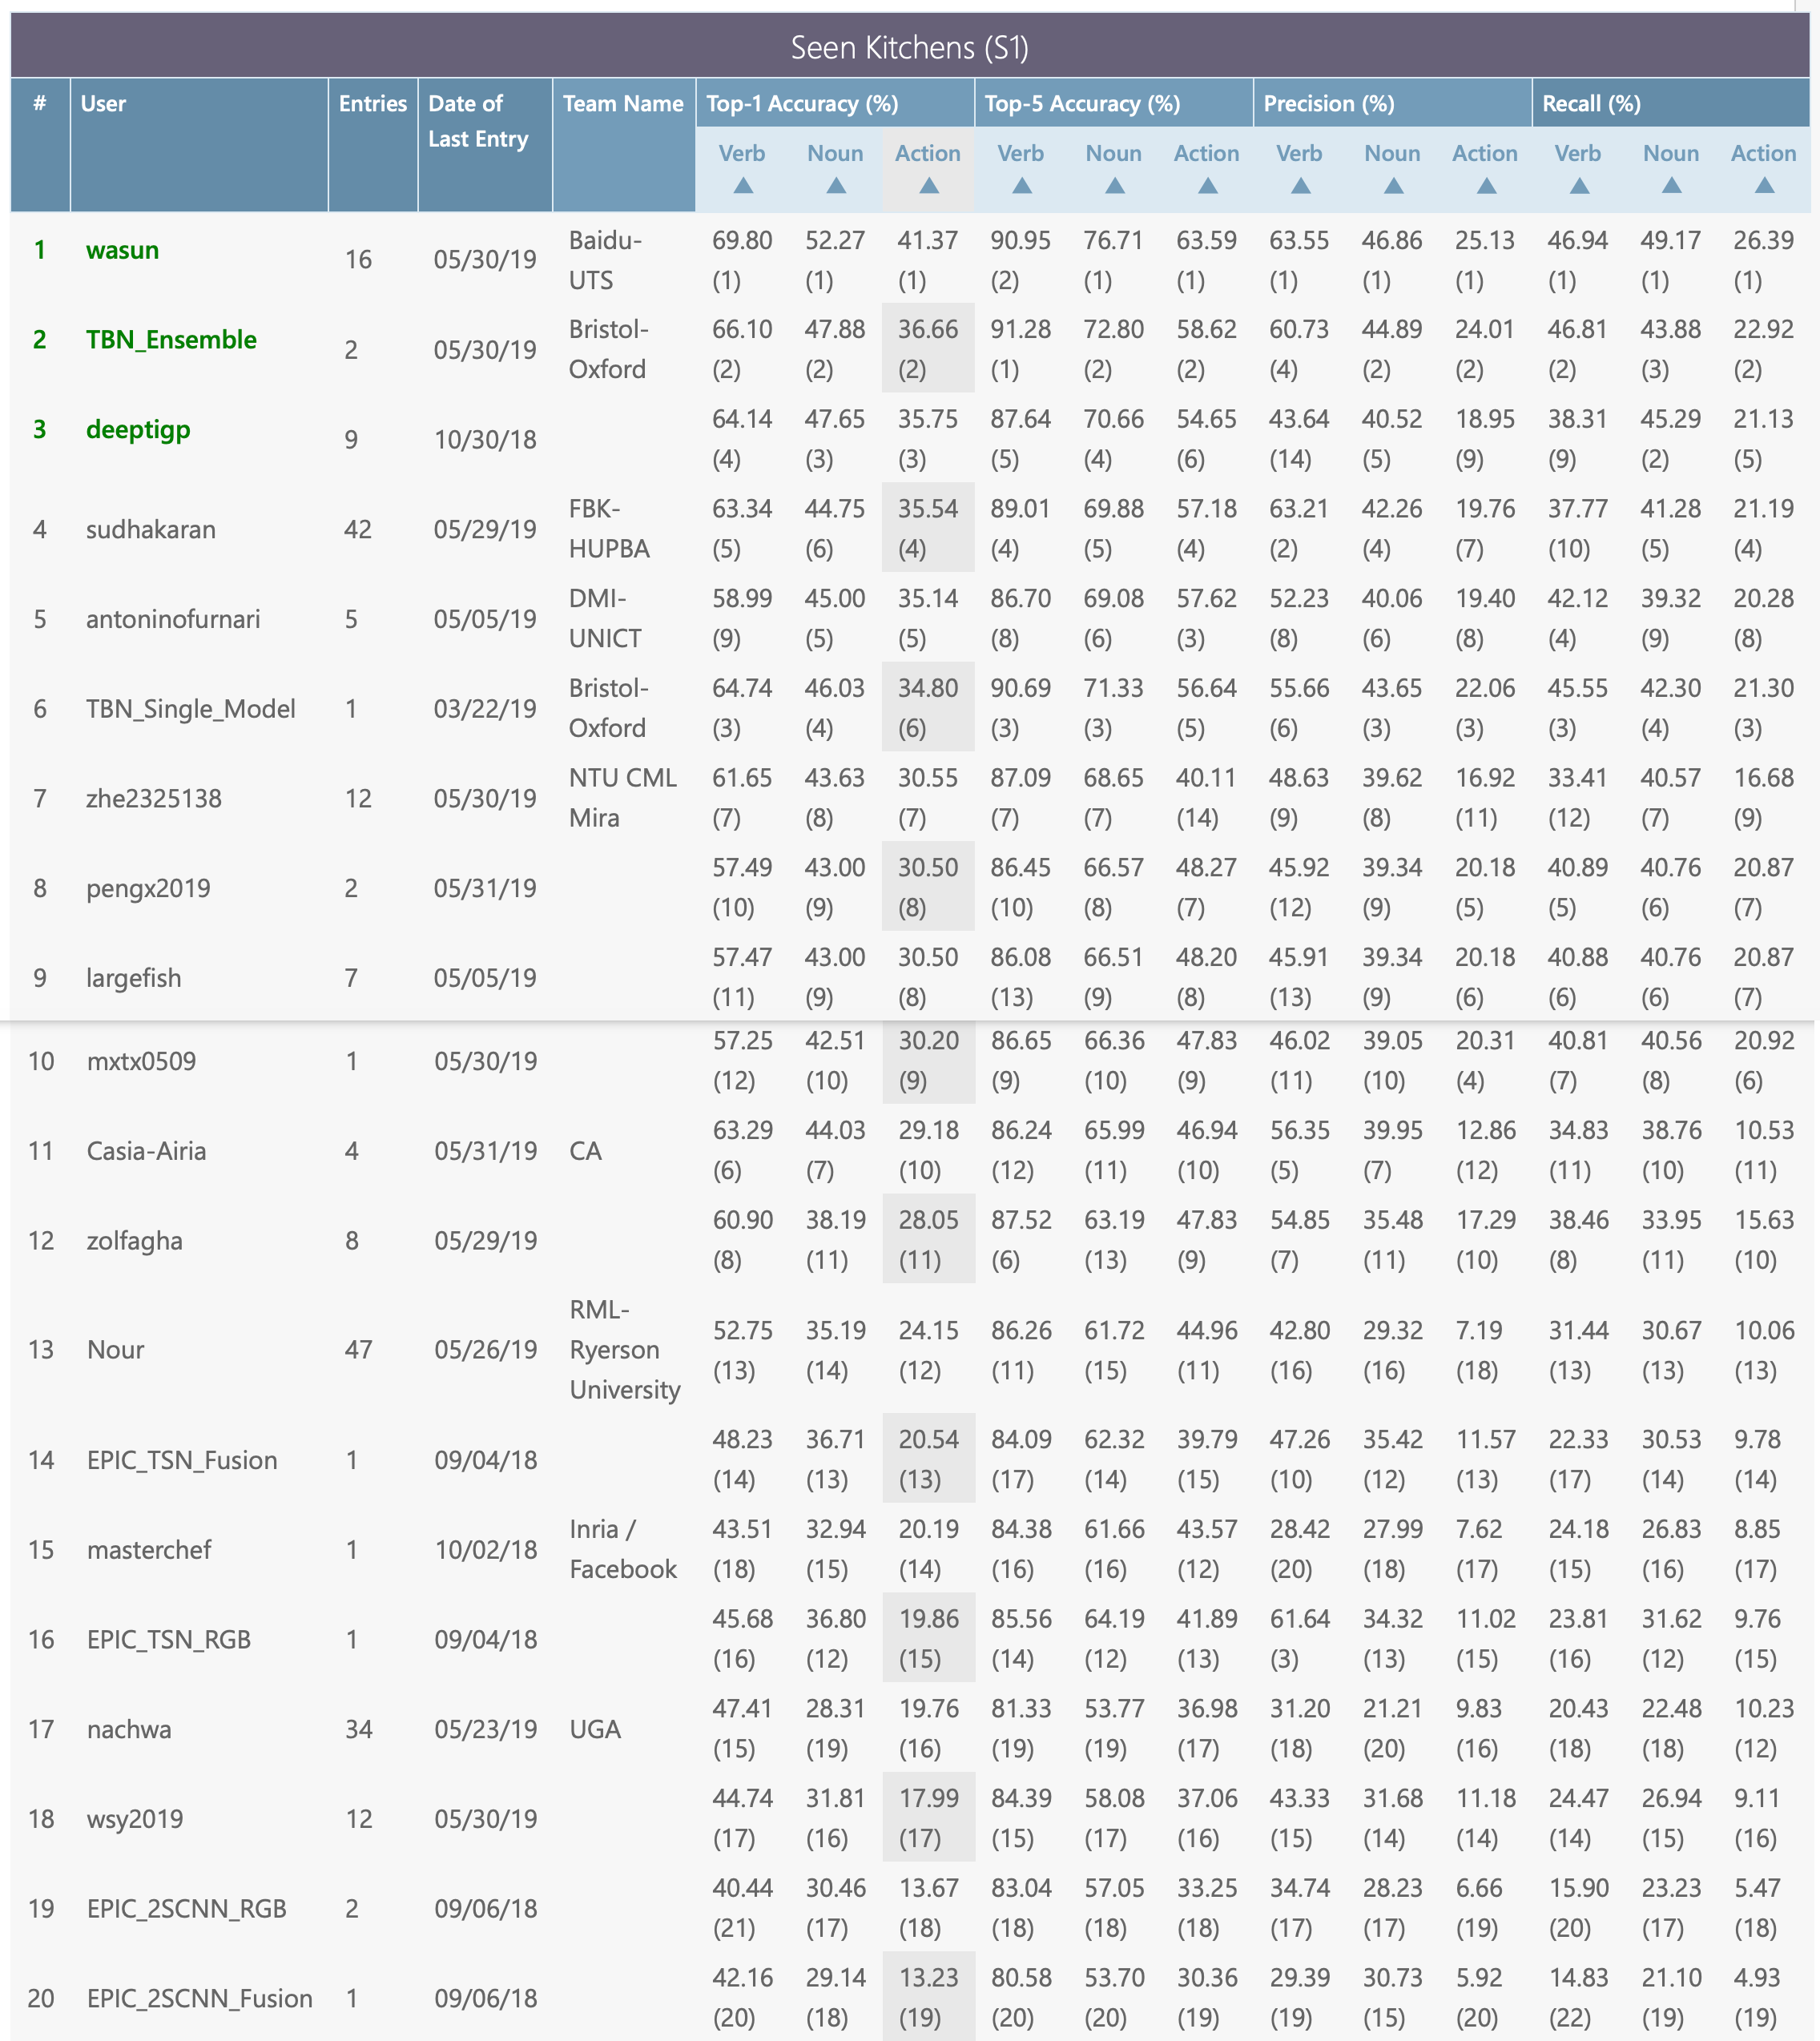 Seen Kitchens (S1)
# User Entries Date of Last Entry Team Name Top-1 Accuracy (%) Top-5 Accuracy (%) Precision (%) Recall (%)
Verb Noun Action Verb Noun Action Verb Noun Action Verb Noun Action
▲ ▲ ▲ ▲ ▲ ▲ ▲ ▲ ▲ ▲ ▲ ▲
1 wasun 16 05/30/19 Baidu-UTS 69.80 52.27 41.37 90.95 76.71 63.59 63.55 46.86 25.13 46.94 49.17 26.39
(1) (1) (1) (2) (1) (1) (1) (1) (1) (1) (1) (1)
2 TBN_Ensemble 2 05/30/19 Bristol-Oxford 66.10 47.88 36.66 91.28 72.80 58.62 60.73 44.89 24.01 46.81 43.88 22.92
(2) (2) (2) (1) (2) (2) (4) (2) (2) (2) (3) (2)
3 deeptigp 9 10/30/18 64.14 47.65 35.75 87.64 70.66 54.65 43.64 40.52 18.95 38.31 45.29 21.13
(4) (3) (3) (5) (4) (6) (14) (5) (9) (9) (2) (5)
4 sudhakaran 42 05/29/19 FBK-HUPBA 63.34 44.75 35.54 89.01 69.88 57.18 63.21 42.26 19.76 37.77 41.28 21.19
(5) (6) (4) (4) (5) (4) (2) (4) (7) (10) (5) (4)
5 antoninofurnari 5 05/05/19 DMI-UNICT 58.99 45.00 35.14 86.70 69.08 57.62 52.23 40.06 19.40 42.12 39.32 20.28
(9) (5) (5) (8) (6) (3) (8) (6) (8) (4) (9) (8)
6 TBN_Single_Model 1 03/22/19 Bristol-Oxford 64.74 46.03 34.80 90.69 71.33 56.64 55.66 43.65 22.06 45.55 42.30 21.30
(3) (4) (6) (3) (3) (5) (6) (3) (3) (3) (4) (3)
7 zhe2325138 12 05/30/19 NTU CML Mira 61.65 43.63 30.55 87.09 68.65 40.11 48.63 39.62 16.92 33.41 40.57 16.68
(7) (8) (7) (7) (7) (14) (9) (8) (11) (12) (7) (9)
8 pengx2019 2 05/31/19 57.49 43.00 30.50 86.45 66.57 48.27 45.92 39.34 20.18 40.89 40.76 20.87
(10) (9) (8) (10) (8) (7) (12) (9) (5) (5) (6) (7)
9 largefish 7 05/05/19 57.47 43.00 30.50 86.08 66.51 48.20 45.91 39.34 20.18 40.88 40.76 20.87
(11) (9) (8) (13) (9) (8) (13) (9) (6) (6) (6) (7)
10 mxtx0509 1 05/30/19 57.25 42.51 30.20 86.65 66.36 47.83 46.02 39.05 20.31 40.81 40.56 20.92
(12) (10) (9) (9) (10) (9) (11) (10) (4) (7) (8) (6)
11 Casia-Airia 4 05/31/19 CA 63.29 44.03 29.18 86.24 65.99 46.94 56.35 39.95 12.86 34.83 38.76 10.53
(6) (7) (10) (12) (11) (10) (5) (7) (12) (11) (10) (11)
12 zolfagha 8 05/29/19 60.90 38.19 28.05 87.52 63.19 47.83 54.85 35.48 17.29 38.46 33.95 15.63
(8) (11) (11) (6) (13) (9) (7) (11) (10) (8) (11) (10)
13 Nour 47 05/26/19 RML-Ryerson University 52.75 35.19 24.15 86.26 61.72 44.96 42.80 29.32 7.19 31.44 30.67 10.06
(13) (14) (12) (11) (15) (11) (16) (16) (18) (13) (13) (13)
14 EPIC_TSN_Fusion 1 09/04/18 48.23 36.71 20.54 84.09 62.32 39.79 47.26 35.42 11.57 22.33 30.53 9.78
(14) (13) (13) (17) (14) (15) (10) (12) (13) (17) (14) (14)
15 masterchef 1 10/02/18 Inria / Facebook 43.51 32.94 20.19 84.38 61.66 43.57 28.42 27.99 7.62 24.18 26.83 8.85
(18) (15) (14) (16) (16) (12) (20) (18) (17) (15) (16) (17)
16 EPIC_TSN_RGB 1 09/04/18 45.68 36.80 19.86 85.56 64.19 41.89 61.64 34.32 11.02 23.81 31.62 9.76
(16) (12) (15) (14) (12) (13) (3) (13) (15) (16) (12) (15)
17 nachwa 34 05/23/19 UGA 47.41 28.31 19.76 81.33 53.77 36.98 31.20 21.21 9.83 20.43 22.48 10.23
(15) (19) (16) (19) (19) (17) (18) (20) (16) (18) (18) (12)
18 wsy2019 12 05/30/19 44.74 31.81 17.99 84.39 58.08 37.06 43.33 31.68 11.18 24.47 26.94 9.11
(17) (16) (17) (15) (17) (16) (15) (14) (14) (14) (15) (16)
19 EPIC_2SCNN_RGB 2 09/06/18 40.44 30.46 13.67 83.04 57.05 33.25 34.74 28.23 6.66 15.90 23.23 5.47
(21) (17) (18) (18) (18) (18) (17) (17) (19) (20) (17) (18)
20 EPIC_2SCNN_Fusion 1 09/06/18 42.16 29.14 13.23 80.58 53.70 30.36 29.39 30.73 5.92 14.83 21.10 4.93
(20) (18) (19) (20) (20) (19) (19) (15) (20) (22) (19) (19)